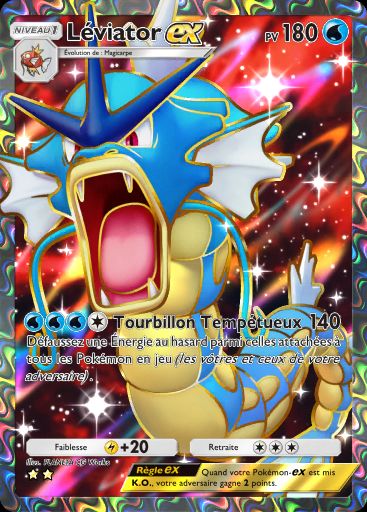 NIVEAU 1
Léviator ex
PV 180
Évolution de : Magicarpe
Tourbillon Tempétueux 140
Défaussez une Énergie au hasard parmi celles attachées à
tous les Pokémon en jeu (les vôtres et ceux de votre
adversaire).
Faiblesse +20
Retraite
Illus. PLANETA CG Works
Règle ex
Quand votre Pokémon-ex est mis
K.O., votre adversaire gagne 2 points.